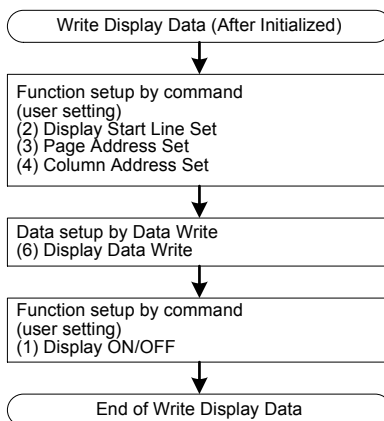 Write Display Data (After Initialized)
Function setup by command
(user setting)
(2) Display Start Line Set
(3) Page Address Set
(4) Column Address Set
Data setup by Data Write
(6) Display Data Write
Function setup by command
(user setting)
(1) Display ON/OFF
End of Write Display Data